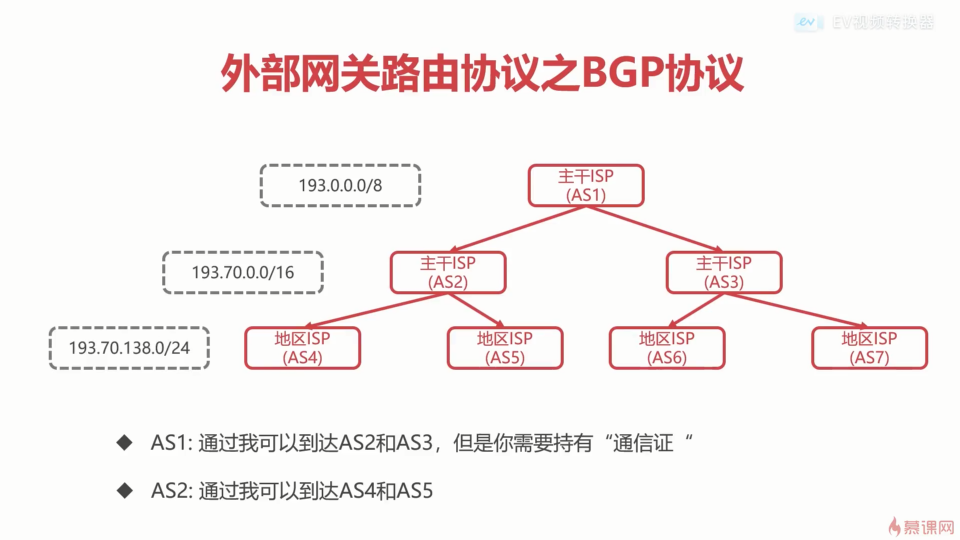 EV视频转换器
外部网关路由协议之BGP协议
193.0.0.0/8
主干ISP
(AS1)
193.70.0.0/16
主干ISP
(AS2)
主干ISP
(AS3)
193.70.138.0/24
地区ISP
(AS4)
地区ISP
(AS5)
地区ISP
(AS6)
地区ISP
(AS7)
◆ AS1: 通过我可以到达AS2和AS3，但是你需要持有“通信证“
◆ AS2: 通过我可以到达AS4和AS5
慕课网